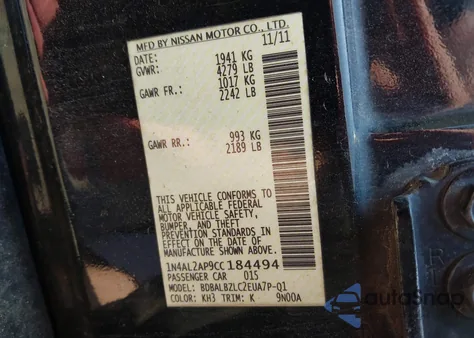 MFD BY NISSAN MOTOR CO., LTD.
DATE: 11/11
GVWR: 1941 KG
4279 LB
GAWR FR.: 1017 KG
2242 LB
GAWR RR.: 993 KG
2189 LB
THIS VEHICLE CONFORMS TO
ALL APPLICABLE FEDERAL
MOTOR VEHICLE SAFETY,
BUMPER, AND THEFT
PREVENTION STANDARDS IN
EFFECT ON THE DATE OF
MANUFACTURE SHOWN ABOVE.
1N4AL2AP9CC184494
PASSENGER CAR 015
MODEL: BDBALBZLC2EUA7P-Q1
COLOR: KH3 TRIM: K 9N00A
AutoSnap
R